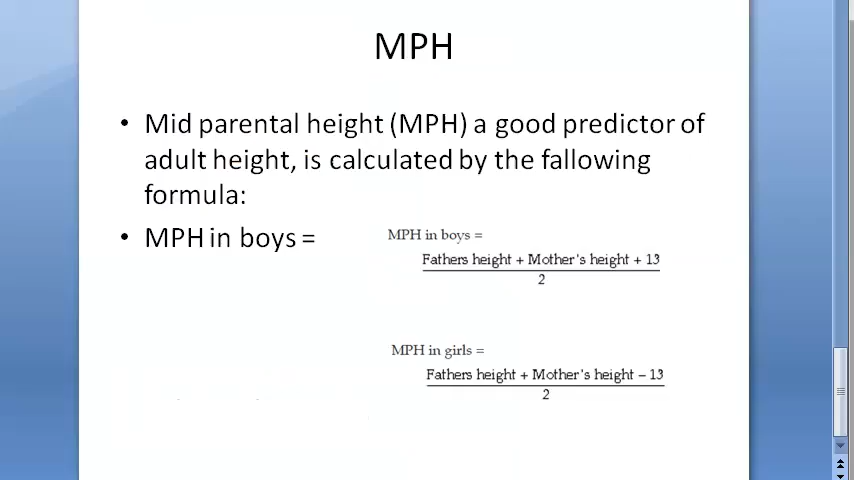 MPH
• Mid parental height (MPH) a good predictor of
adult height, is calculated by the fallowing
formula:
• MPH in boys =
MPH in boys =
Fathers height + Mother's height + 13
2
MPH in girls =
Fathers height + Mother's height – 13
2